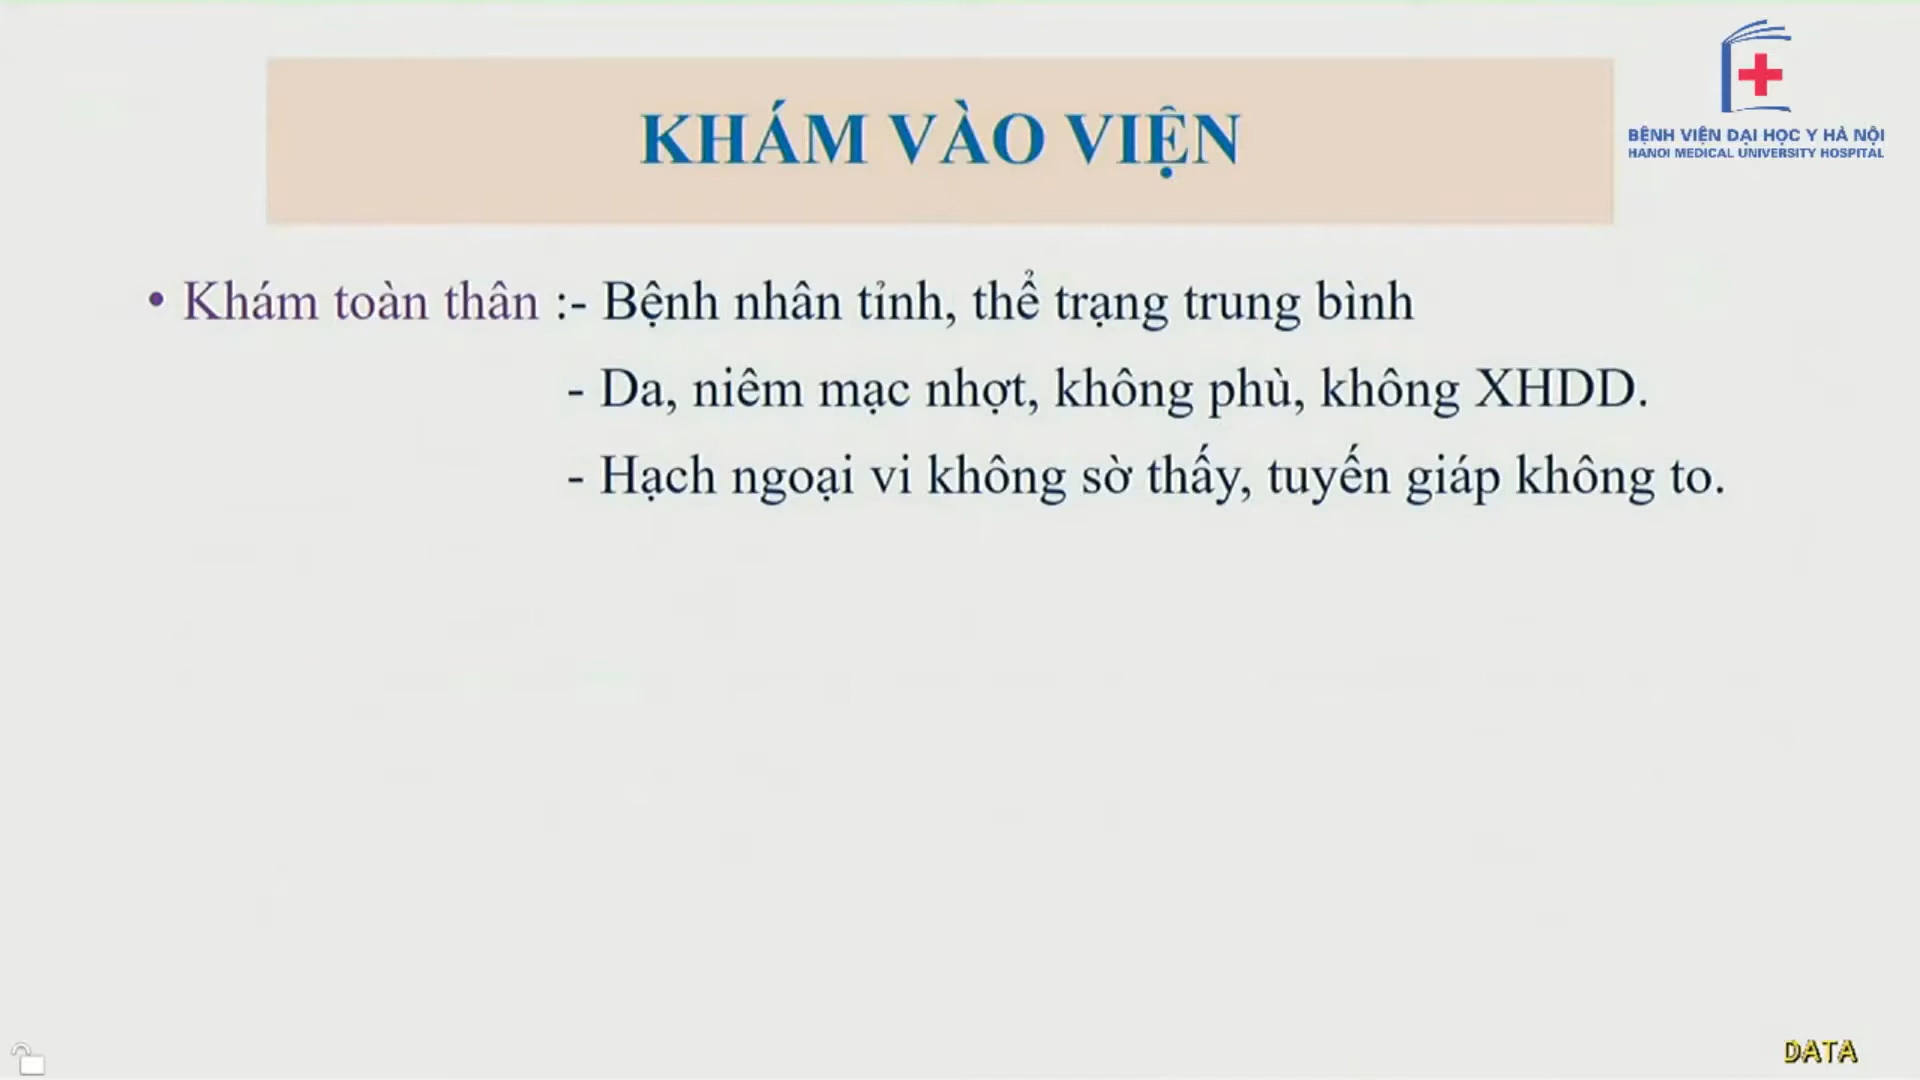 BỆNH VIỆN ĐẠI HỌC Y HÀ NỘI
HANOI MEDICAL UNIVERSITY HOSPITAL
KHÁM VÀO VIỆN
• Khám toàn thân :- Bệnh nhân tỉnh, thể trạng trung bình
- Da, niêm mạc nhợt, không phù, không XHDD.
- Hạch ngoại vi không sờ thấy, tuyến giáp không to.
DATA